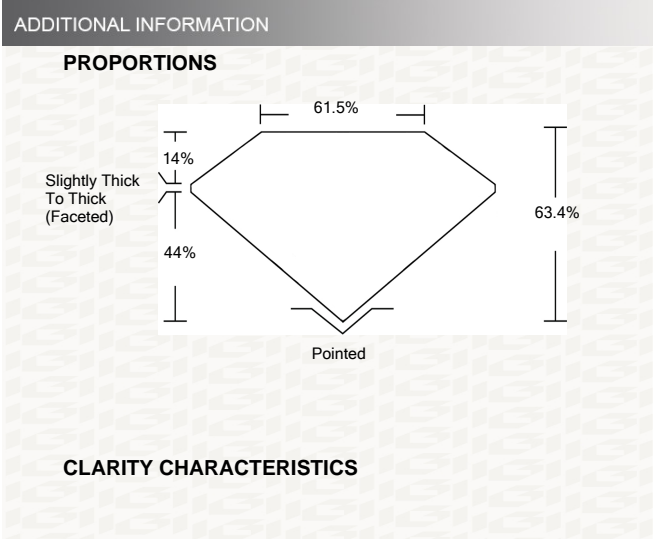 ADDITIONAL INFORMATION
PROPORTIONS
61.5%
14%
Slightly Thick
To Thick
(Faceted)
63.4%
44%
Pointed
CLARITY CHARACTERISTICS